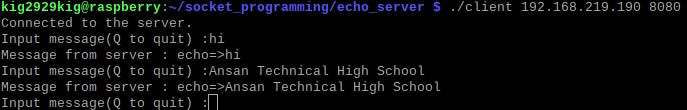 kig2929kig@raspberry:~/socket_programming/echo_server $ ./client 192.168.219.190 8080
Connected to the server.
Input message(Q to quit) :hi
Message from server : echo=>hi
Input message(Q to quit) :Ansan Technical High School
Message from server : echo=>Ansan Technical High School
Input message(Q to quit) :